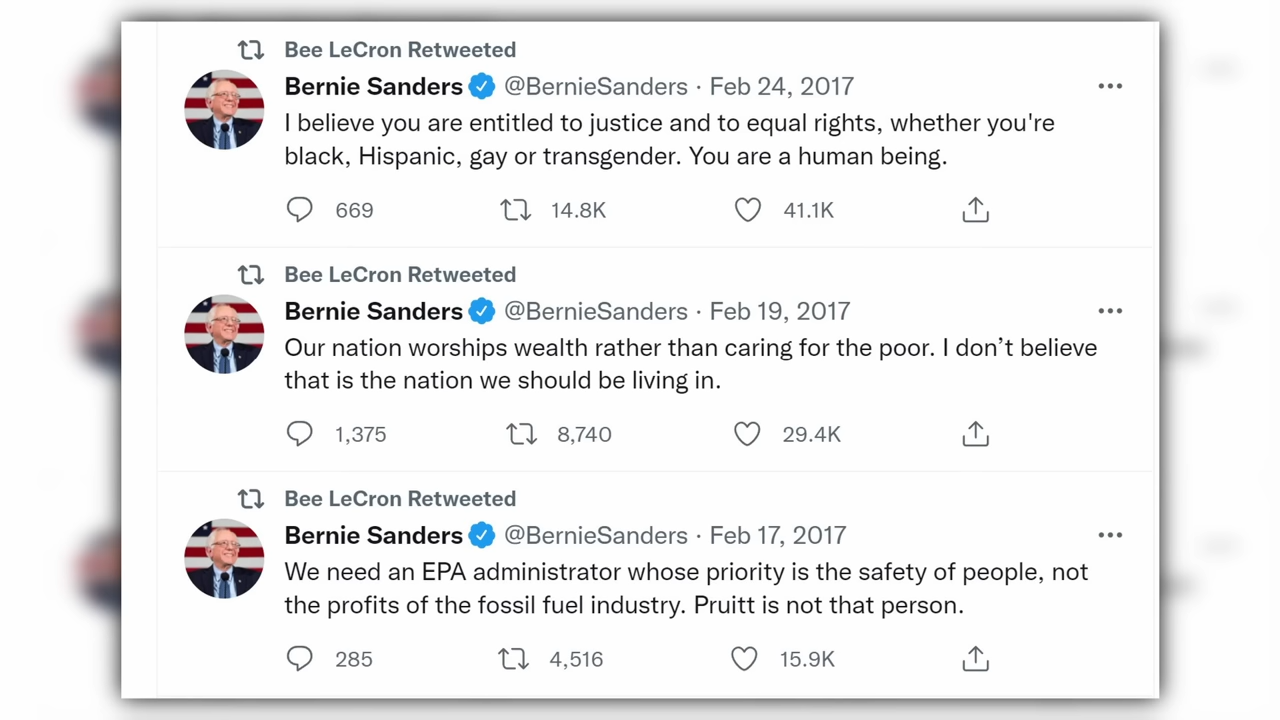 Bee LeCron Retweeted
Bernie Sanders @BernieSanders · Feb 24, 2017
I believe you are entitled to justice and to equal rights, whether you're
black, Hispanic, gay or transgender. You are a human being.
669 14.8K 41.1K
Bee LeCron Retweeted
Bernie Sanders @BernieSanders · Feb 19, 2017
Our nation worships wealth rather than caring for the poor. I don’t believe
that is the nation we should be living in.
1,375 8,740 29.4K
Bee LeCron Retweeted
Bernie Sanders @BernieSanders · Feb 17, 2017
We need an EPA administrator whose priority is the safety of people, not
the profits of the fossil fuel industry. Pruitt is not that person.
285 4,516 15.9K